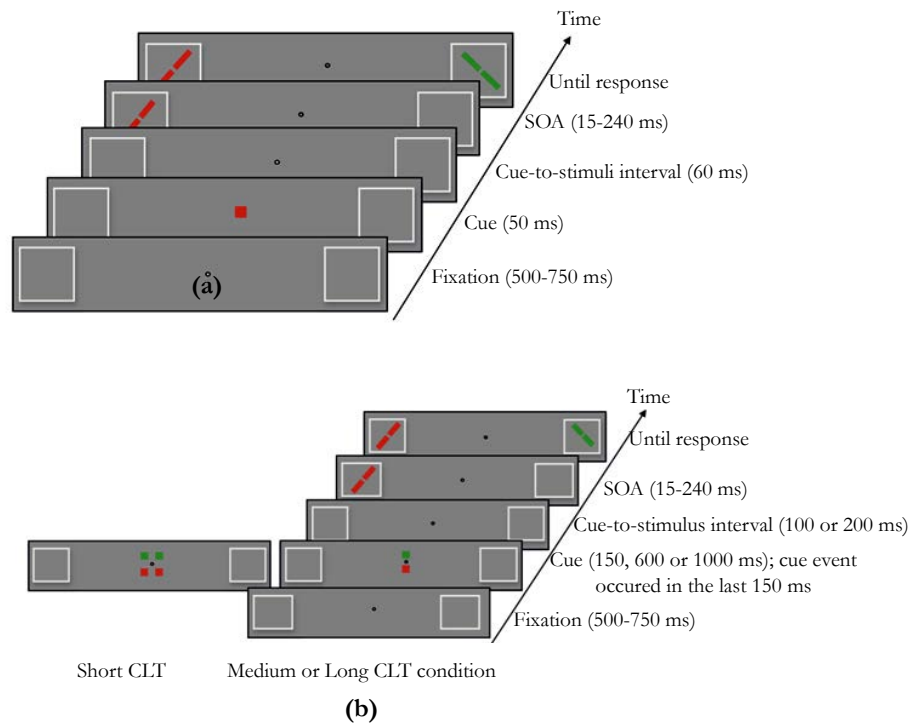 Time
Until response
SOA (15-240 ms)
Cue-to-stimuli interval (60 ms)
Cue (50 ms)
Fixation (500-750 ms)
(a)
Time
Until response
SOA (15-240 ms)
Cue-to-stimulus interval (100 or 200 ms)
Cue (150, 600 or 1000 ms); cue event
occured in the last 150 ms
Fixation (500-750 ms)
Short CLT
Medium or Long CLT condition
(b)